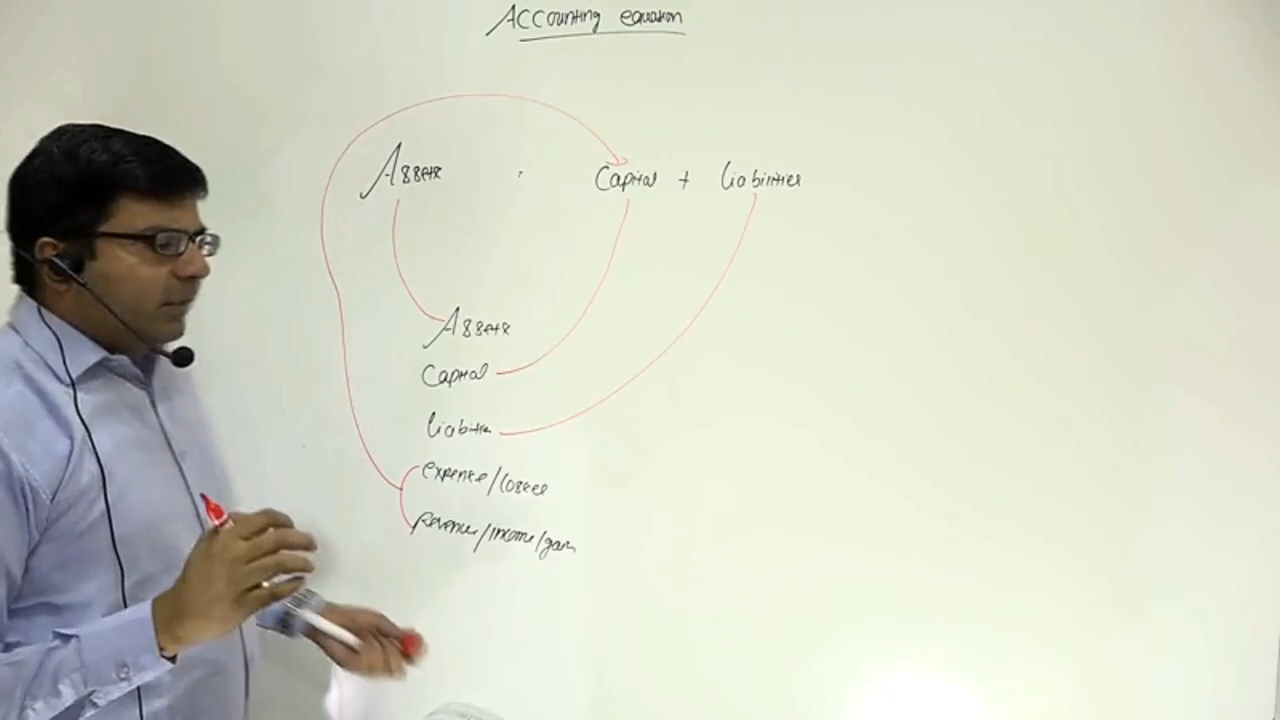 Accounting equation
Assets . Capital + Liabilities
Assets
Capital
Liabilities
expense/losses
Revenue/income/gain